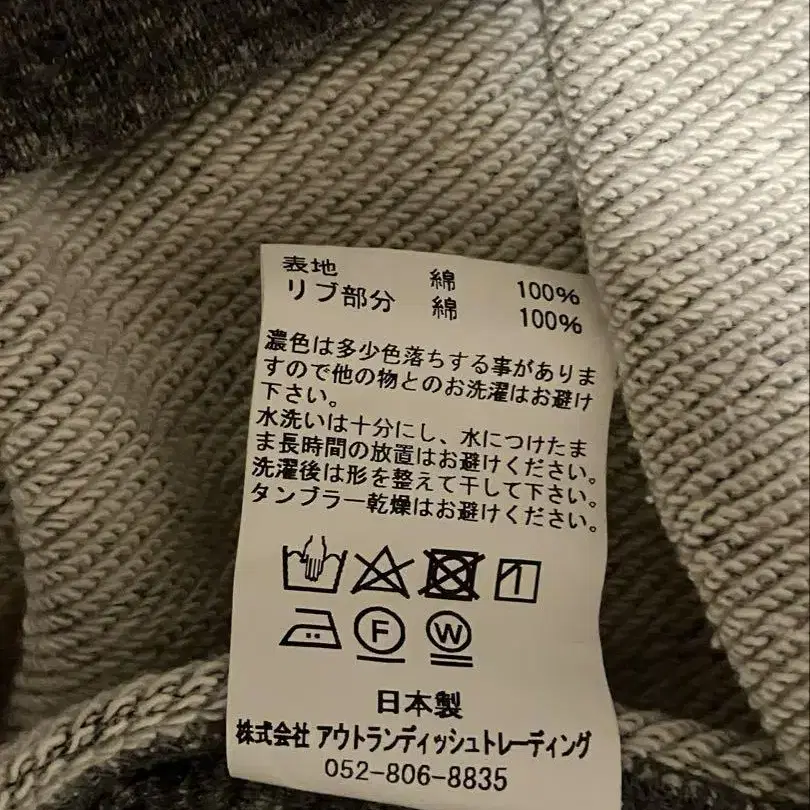 表地 綿 100%
リブ部分 綿 100%
濃色は多少色落ちする事がありま
すので他の物とのお洗濯はお避け
下さい。
水洗いは十分にし、水につけたま
ま長時間の放置はお避けください。
洗濯後は形を整えて干して下さい。
タンブラー乾燥はお避けください。
F W
日本製
株式会社 アウトランディッシュトレーディング
052-806-8835